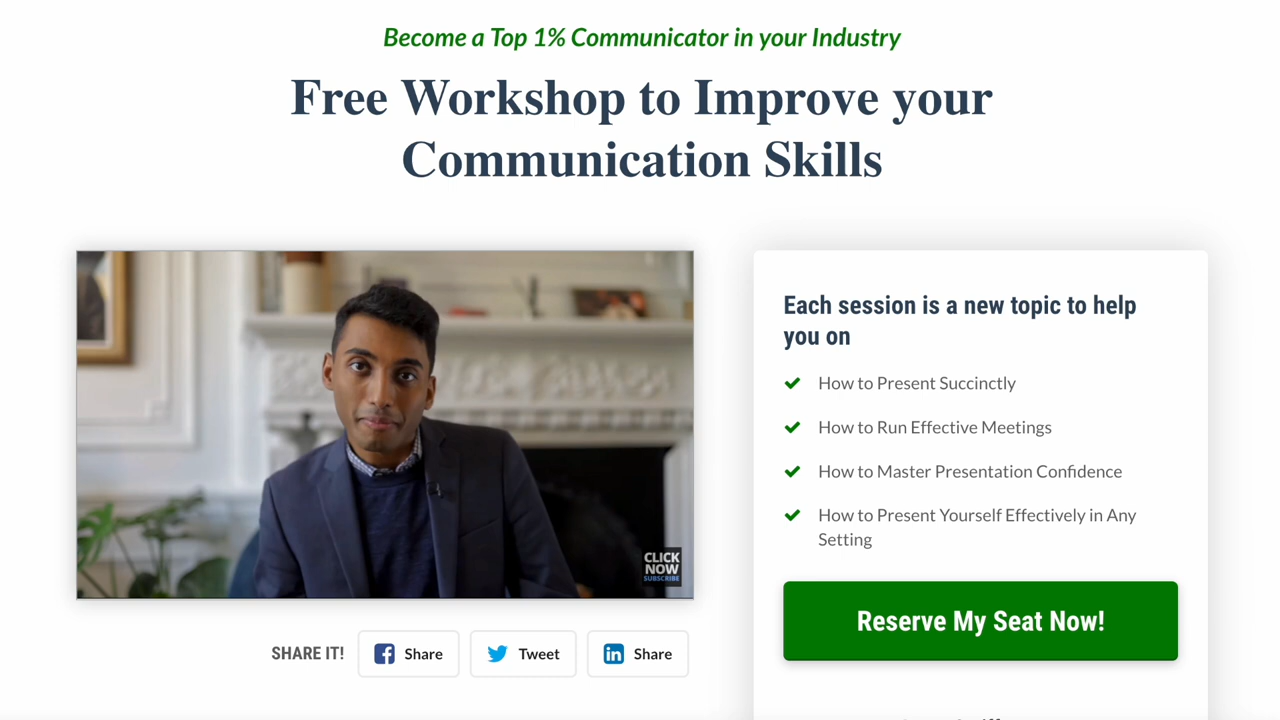 Become a Top 1% Communicator in your Industry
Free Workshop to Improve your
Communication Skills
CLICK
NOW
SUBSCRIBE
SHARE IT!
Share
Tweet
Share
Each session is a new topic to help
you on
How to Present Succinctly
How to Run Effective Meetings
How to Master Presentation Confidence
How to Present Yourself Effectively in Any
Setting
Reserve My Seat Now!